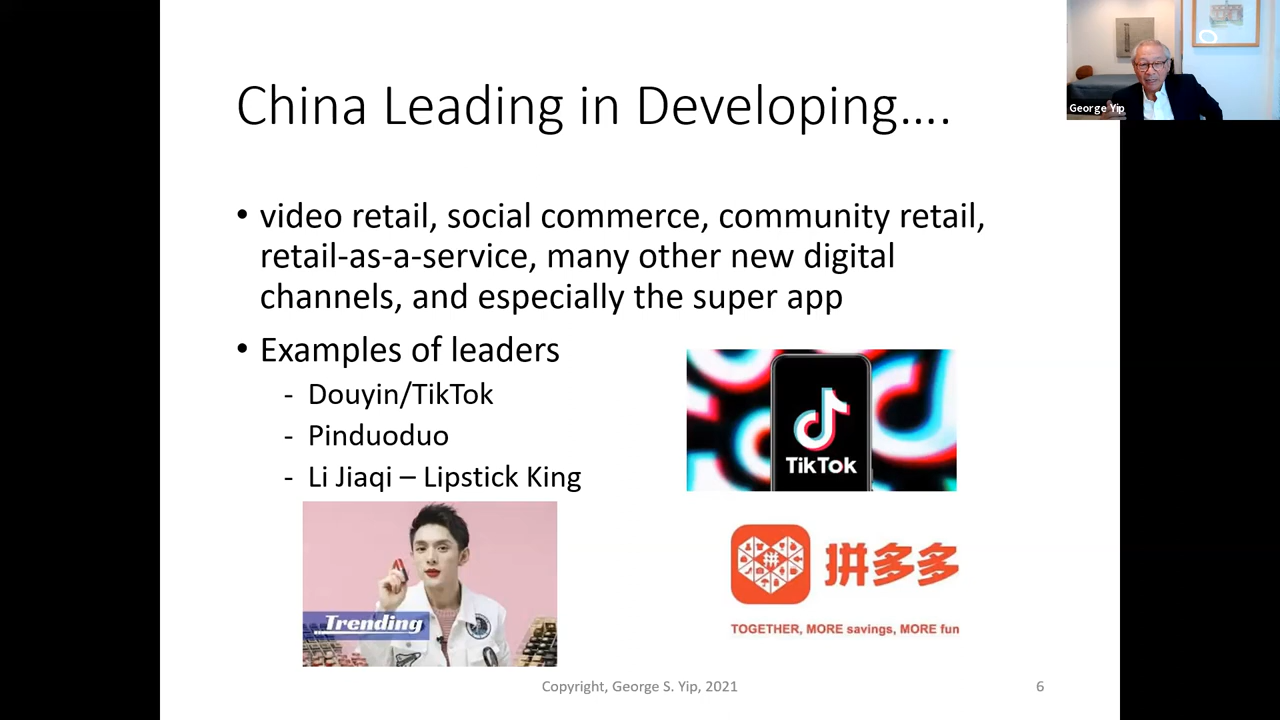 China Leading in Developing....
George Yip
• video retail, social commerce, community retail,
retail-as-a-service, many other new digital
channels, and especially the super app
• Examples of leaders
- Douyin/TikTok
- Pinduoduo
- Li Jiaqi – Lipstick King
TikTok
Trending
拼多多
TOGETHER, MORE savings, MORE fun
Copyright, George S. Yip, 2021
6